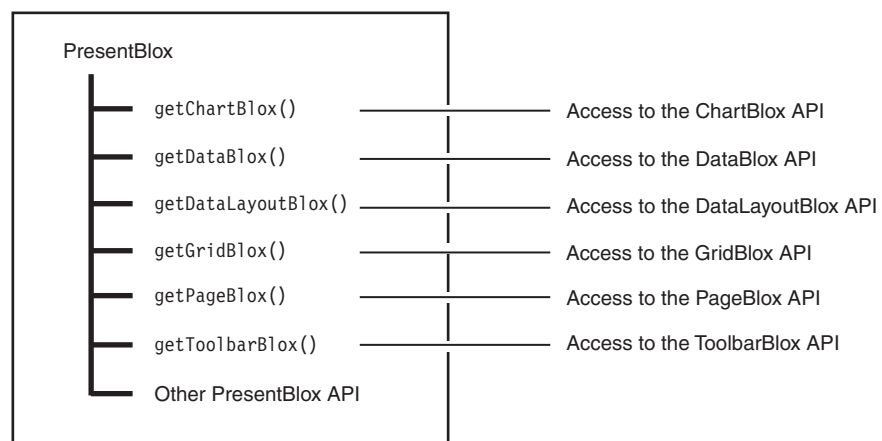 PresentBlox
getChartBlox() Access to the ChartBlox API
getDataBlox() Access to the DataBlox API
getDataLayoutBlox() Access to the DataLayoutBlox API
getGridBlox() Access to the GridBlox API
getPageBlox() Access to the PageBlox API
getToolbarBlox() Access to the ToolbarBlox API
Other PresentBlox API